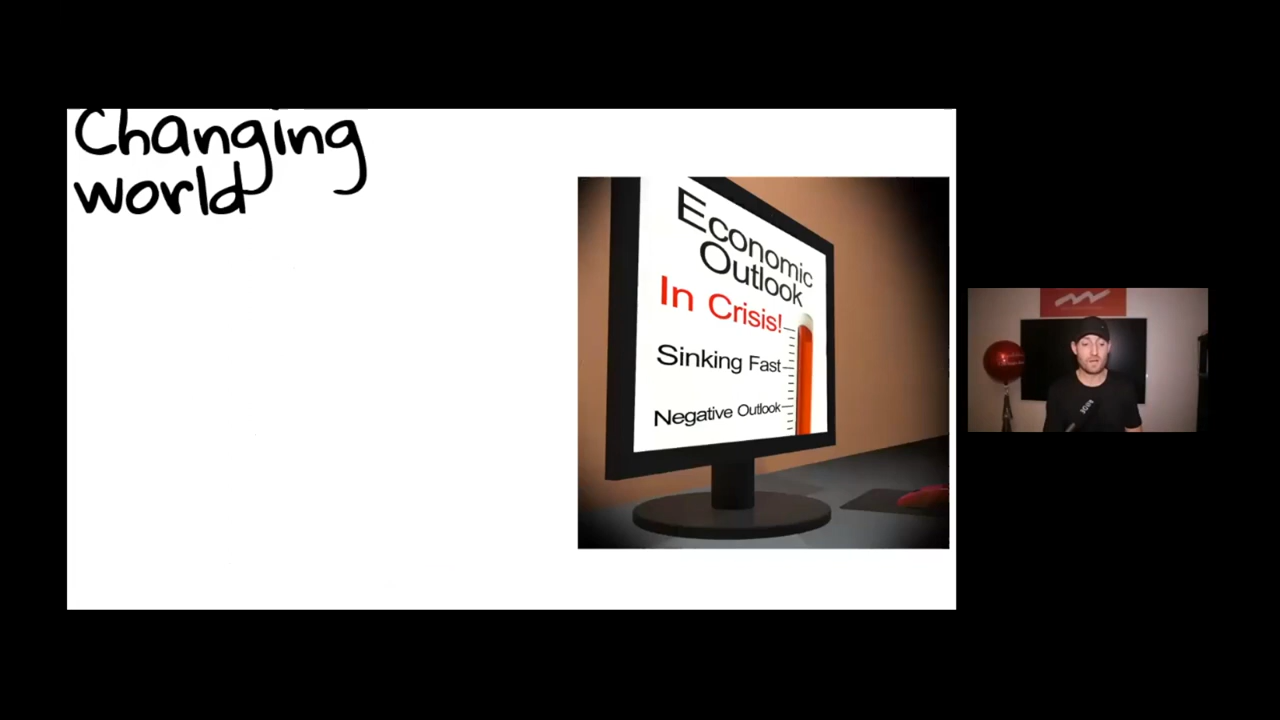 Changing
world
Economic
Outlook
In Crisis!
Sinking Fast
Negative Outlook